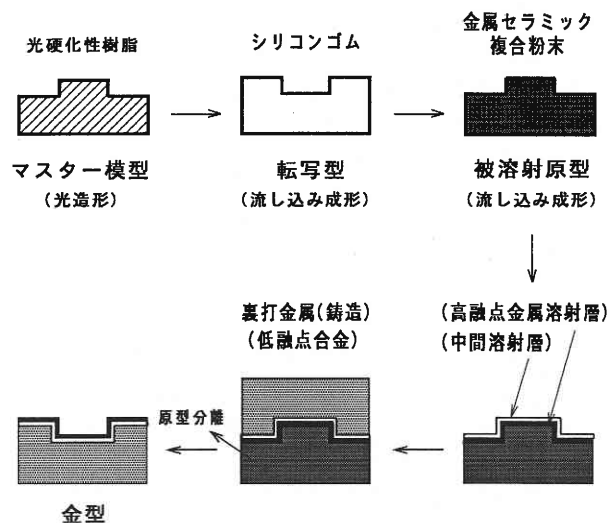 光硬化性樹脂
シリコンゴム
金属セラミック
複合粉末
マスター模型
(光造形)
転写型
(流し込み成形)
被溶射原型
(流し込み成形)
裏打金属(鋳造)
(低融点合金)
(高融点金属溶射層)
(中間溶射層)
原型分離
金型